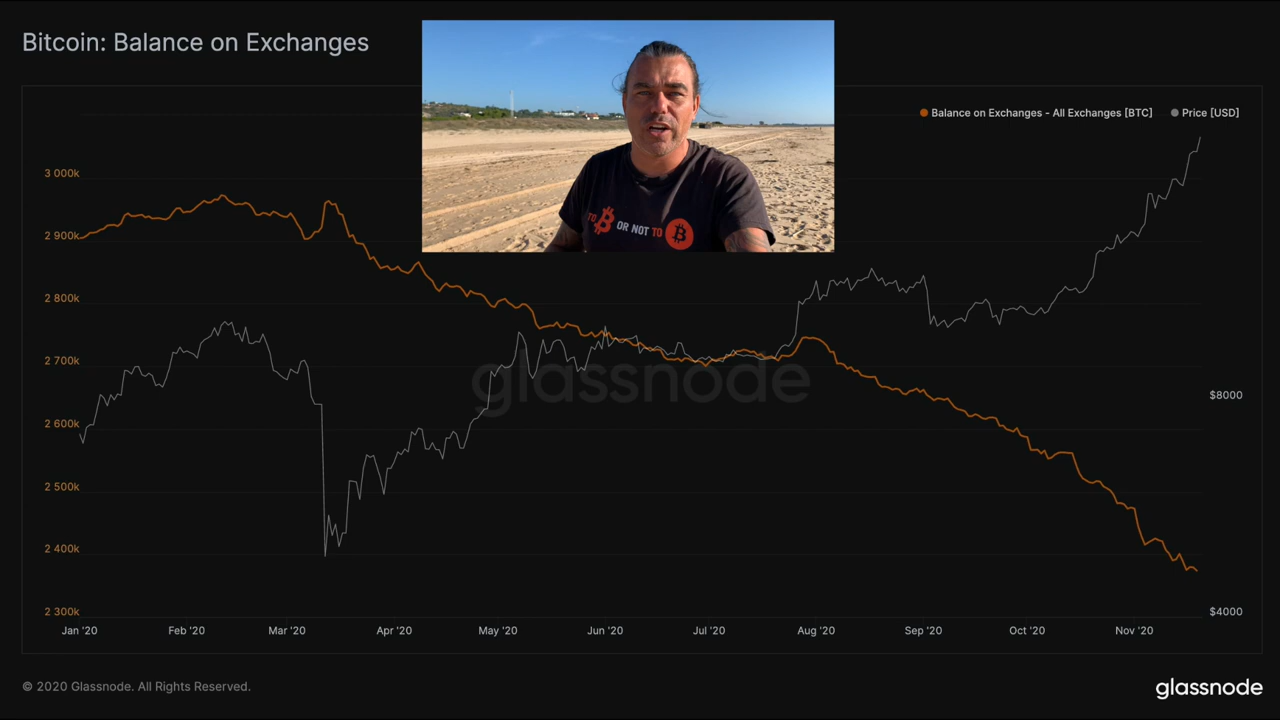 Bitcoin: Balance on Exchanges
Balance on Exchanges - All Exchanges [BTC] Price [USD]
3 000k
2 900k
2 800k
2 700k
2 600k
2 500k
2 400k
2 300k
TO B OR NOT TO B
glassnode
$8000
$4000
Jan '20 Feb '20 Mar '20 Apr '20 May '20 Jun '20 Jul '20 Aug '20 Sep '20 Oct '20 Nov '20
© 2020 Glassnode. All Rights Reserved.
glassnode